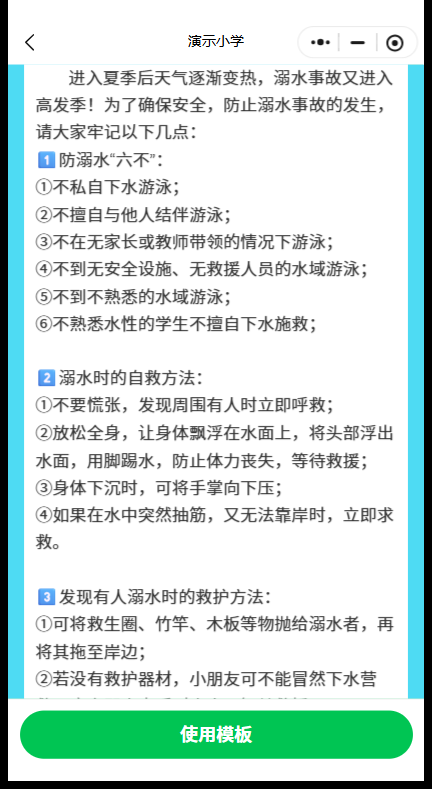 演示小学
进入夏季后天气逐渐变热，溺水事故又进入
高发季！为了确保安全，防止溺水事故的发生，
请大家牢记以下几点：
1 防溺水“六不”：
①不私自下水游泳；
②不擅自与他人结伴游泳；
③不在无家长或教师带领的情况下游泳；
④不到无安全设施、无救援人员的水域游泳；
⑤不到不熟悉的水域游泳；
⑥不熟悉水性的学生不擅自下水施救；
2 溺水时的自救方法：
①不要慌张，发现周围有人时立即呼救；
②放松全身，让身体飘浮在水面上，将头部浮出
水面，用脚踢水，防止体力丧失，等待救援；
③身体下沉时，可将手掌向下压；
④如果在水中突然抽筋，又无法靠岸时，立即求
救。
3 发现有人溺水时的救护方法：
①可将救生圈、竹竿、木板等物抛给溺水者，再
将其拖至岸边；
②若没有救护器材，小朋友可不能冒然下水营
使用模板